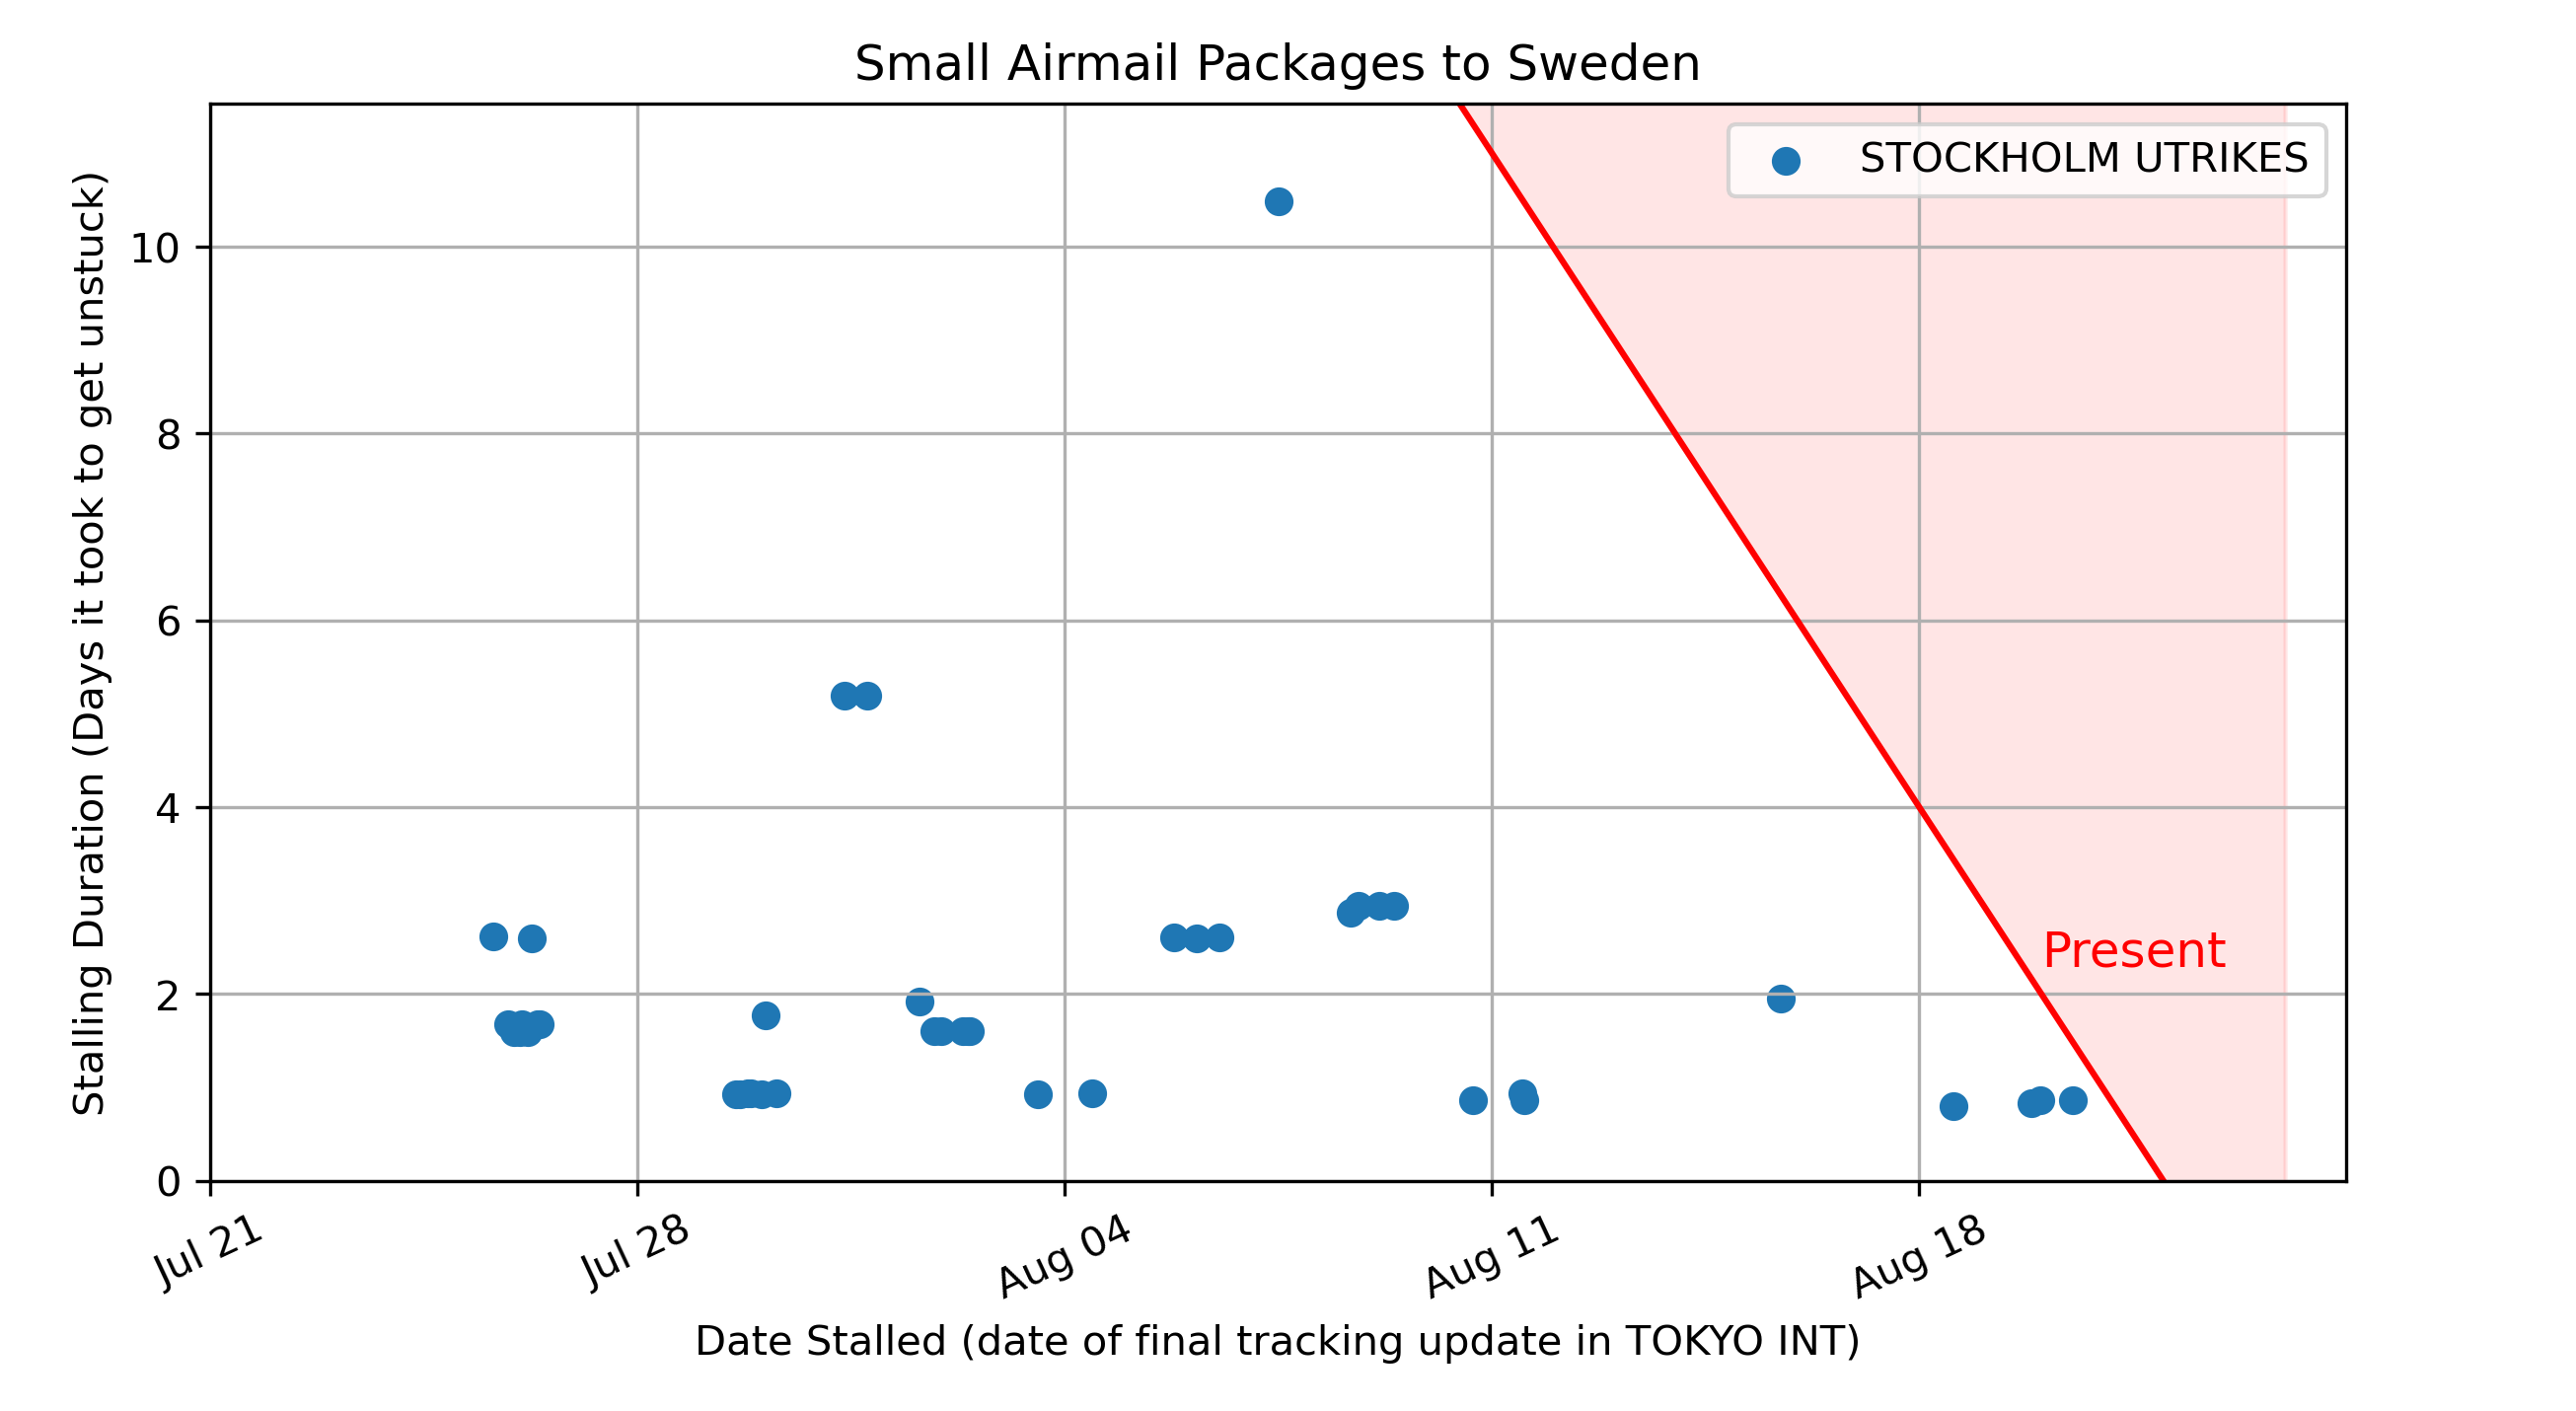 Small Airmail Packages to Sweden
STOCKHOLM UTRIKES
Stalling Duration (Days it took to get unstuck)
10
8
6
4
2
0
Present
Jul 21
Jul 28
Aug 04
Aug 11
Aug 18
Date Stalled (date of final tracking update in TOKYO INT)